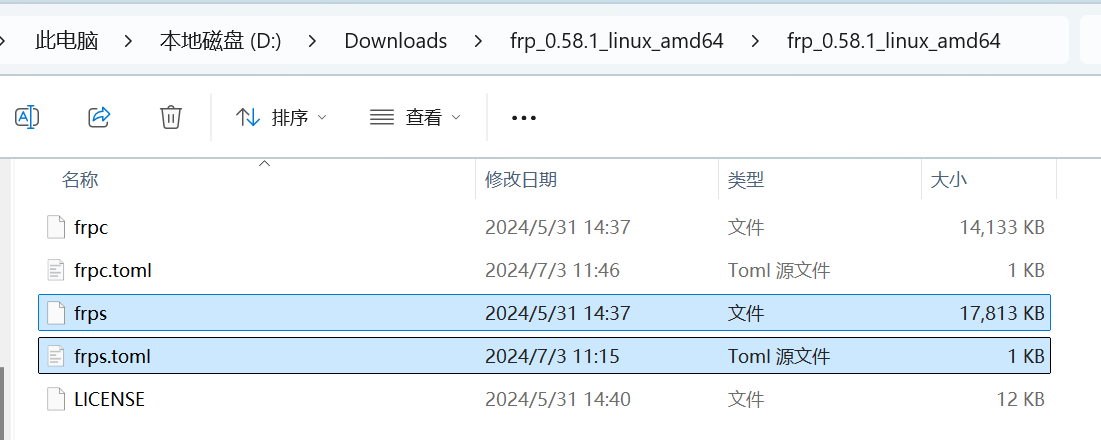 此电脑 本地磁盘 (D:) Downloads frp_0.58.1_linux_amd64 frp_0.58.1_linux_amd64
A 排序 查看
名称 修改日期 类型 大小
frpc 2024/5/31 14:37 文件 14,133 KB
frpc.toml 2024/7/3 11:46 Toml 源文件 1 KB
frps 2024/5/31 14:37 文件 17,813 KB
frps.toml 2024/7/3 11:15 Toml 源文件 1 KB
LICENSE 2024/5/31 14:40 文件 12 KB